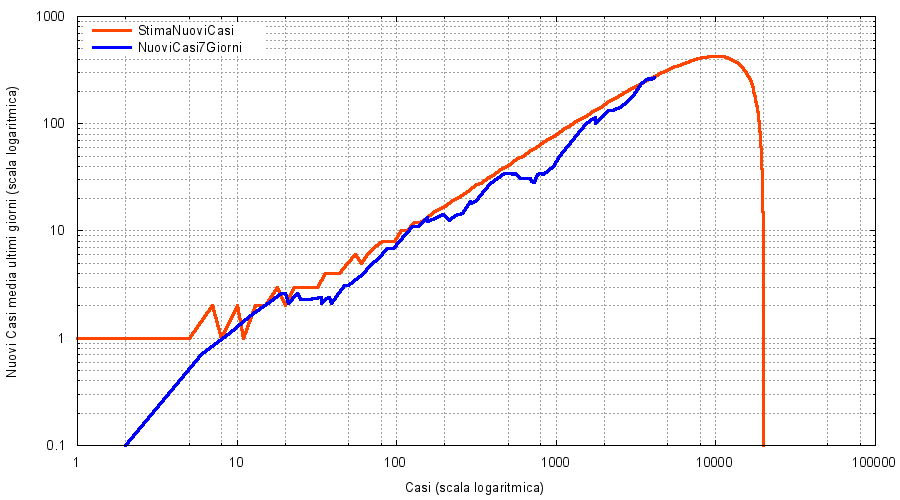 1000
StimaNuoviCasi
NuoviCasi7Giorni
100
10
1
0.1
1 10 100 1000 10000 100000
Nuovi Casi media ultimi giorni (scala logaritmica)
Casi (scala logaritmica)